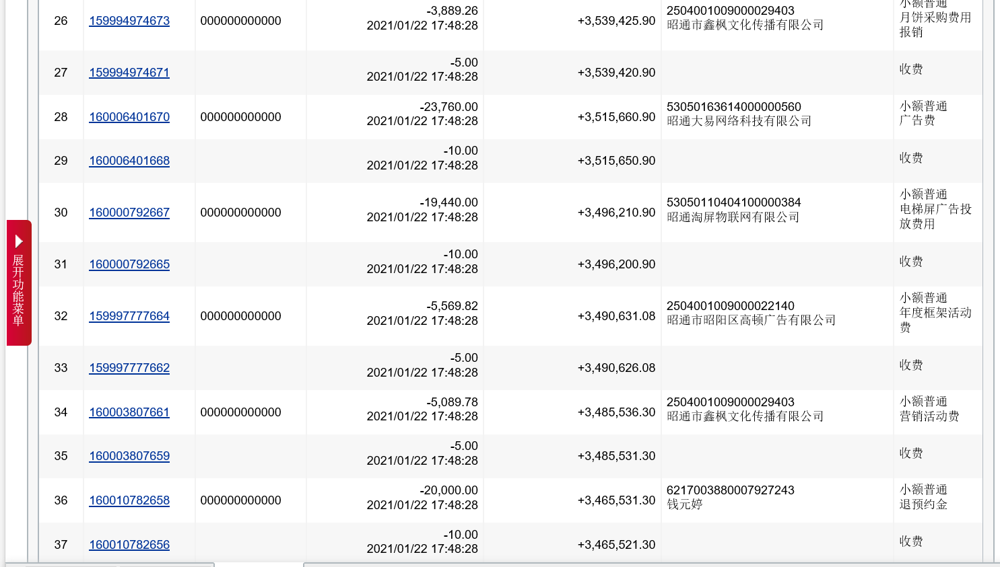 小额普通
-3,889.26
2504001009000029403
26
159994974673
000000000000
2021/01/22 17:48:28
+3,539,425.90
昭通市鑫枫文化传播有限公司
月饼采购费用
报销
-5.00
27
159994974671
2021/01/22 17:48:28
+3,539,420.90
收费
-23,760.00
53050163614000000560
小额普通
28
160006401670
000000000000
2021/01/22 17:48:28
+3,515,660.90
昭通大易网络科技有限公司
广告费
-10.00
29
160006401668
2021/01/22 17:48:28
+3,515,650.90
收费
小额普通
-19,440.00
53050110404100000384
30
160000792667
000000000000
2021/01/22 17:48:28
+3,496,210.90
昭通淘屏物联网有限公司
电梯屏广告投
放费用
-10.00
31
160000792665
2021/01/22 17:48:28
+3,496,200.90
收费
小额普通
-5,569.82
2504001009000022140
32
159997777664
000000000000
2021/01/22 17:48:28
+3,490,631.08
昭通市昭阳区高顿广告有限公司
年度框架活动
费
-5.00
33
159997777662
2021/01/22 17:48:28
+3,490,626.08
收费
-5,089.78
2504001009000029403
小额普通
34
160003807661
000000000000
2021/01/22 17:48:28
+3,485,536.30
昭通市鑫枫文化传播有限公司
营销活动费
-5.00
35
160003807659
2021/01/22 17:48:28
+3,485,531.30
收费
-20,000.00
6217003880007927243
小额普通
36
160010782658
000000000000
2021/01/22 17:48:28
+3,465,531.30
钱元婷
退预约金
-10.00
37
160010782656
2021/01/22 17:48:28
+3,465,521.30
收费
展开功能菜单